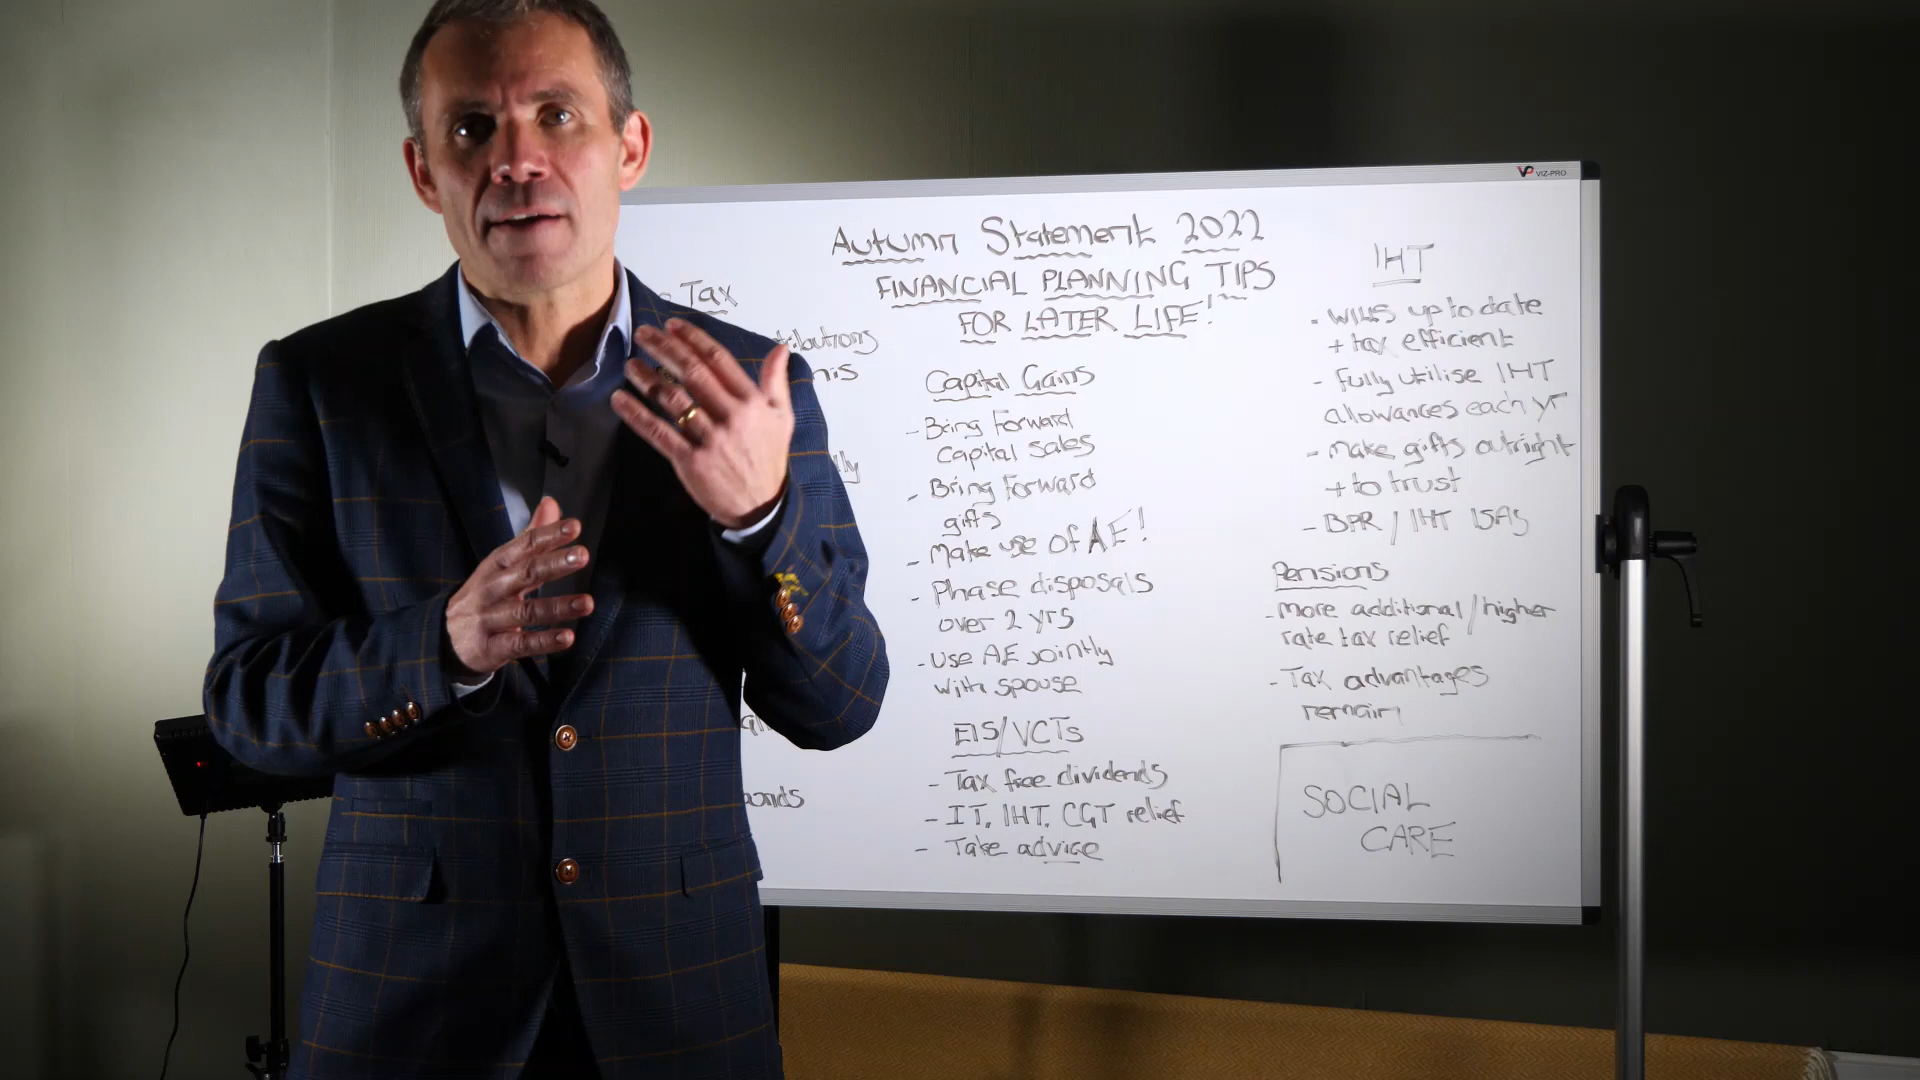 VP VIZ-PRO
Autumn Statement 2022
FINANCIAL PLANNING TIPS
FOR LATER LIFE!
Tax
Capital Gains
- Bring Forward
Capital Sales
- Bring Forward
gifts
- Make use of AE!
- Phase disposals
over 2 yrs
- Use AE jointly
with spouse
EIS/VCTs
- Tax free dividends
- IT, IHT, CGT relief
- Take advice
IHT
- Wills up to date
+ tax efficient
- Fully utilise IHT
allowances each yr
- Make gifts outright
+ to trust
- BPR / IHT ISAs
Pensions
- More additional/higher
rate tax relief
- Tax advantages
remain
SOCIAL
CARE